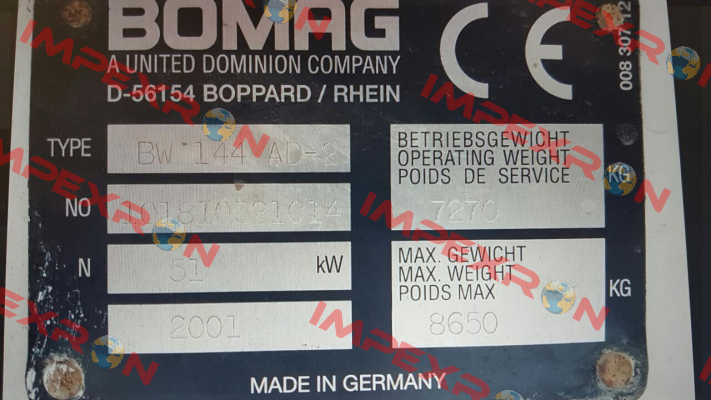 BOMAG
A UNITED DOMINION COMPANY
D-56154 BOPPARD / RHEIN
CE
008 307 12
TYPE BW 144 AD-2
NO 101870321014
N 51 kW
2001
BETRIEBSGEWICHT
OPERATING WEIGHT
POIDS DE SERVICE
7270 KG
MAX. GEWICHT
MAX. WEIGHT
POIDS MAX
8650 KG
MADE IN GERMANY
IMPEXRON